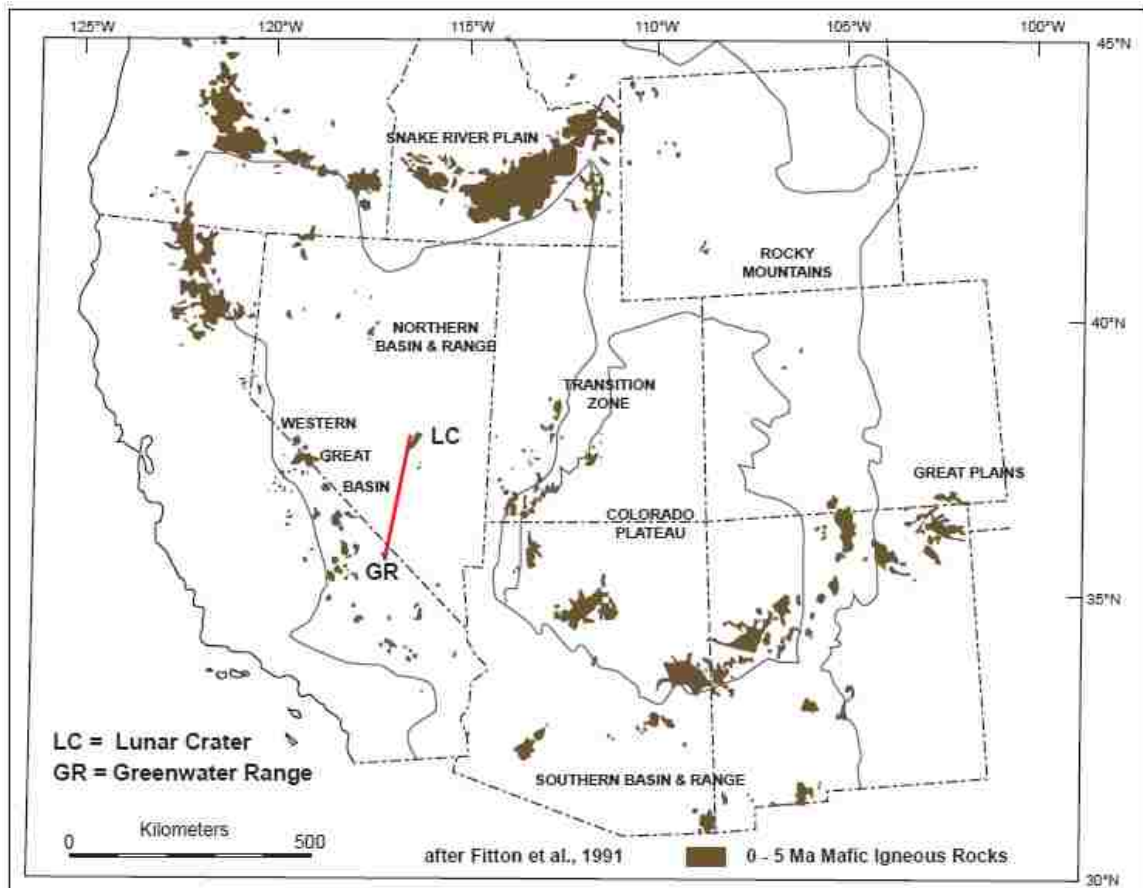 125°W 120°W 115°W 110°W 105°W 100°W
45°N
SNAKE RIVER PLAIN
ROCKY
MOUNTAINS
NORTHERN
BASIN & RANGE
40°N
TRANSITION
ZONE
WESTERN
GREAT
BASIN
LC
GREAT PLAINS
COLORADO
PLATEAU
GR
35°N
LC = Lunar Crater
GR = Greenwater Range
SOUTHERN BASIN & RANGE
Kilometers
0 500
after Fitton et al., 1991
0 - 5 Ma Mafic Igneous Rocks
30°N